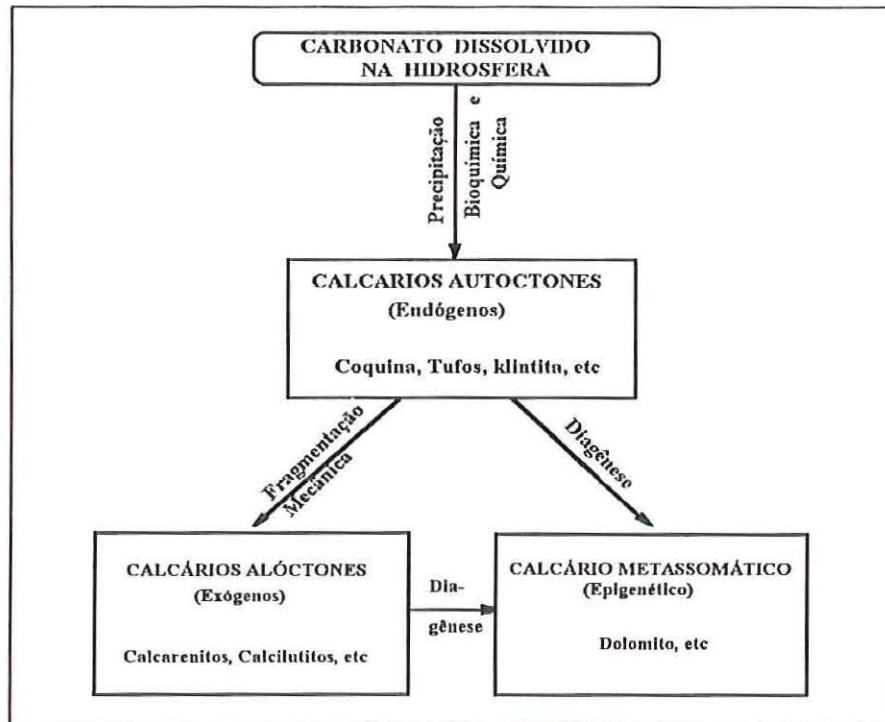 CARBONATO DISSOLVIDO
NA HIDROSFERA
Precipitação
Bioquímica e
Química
CALCARIOS AUTOCTONES
(Endógenos)
Coquina, Tufos, klintita, etc
Fragmentação
Mecânica
Diagênese
CALCÁRIOS ALÓCTONES
(Exógenos)
Calcarenitos, Calcilutitos, etc
Dia-
gênese
CALCÁRIO METASSOMÁTICO
(Epigenético)
Dolomito, etc